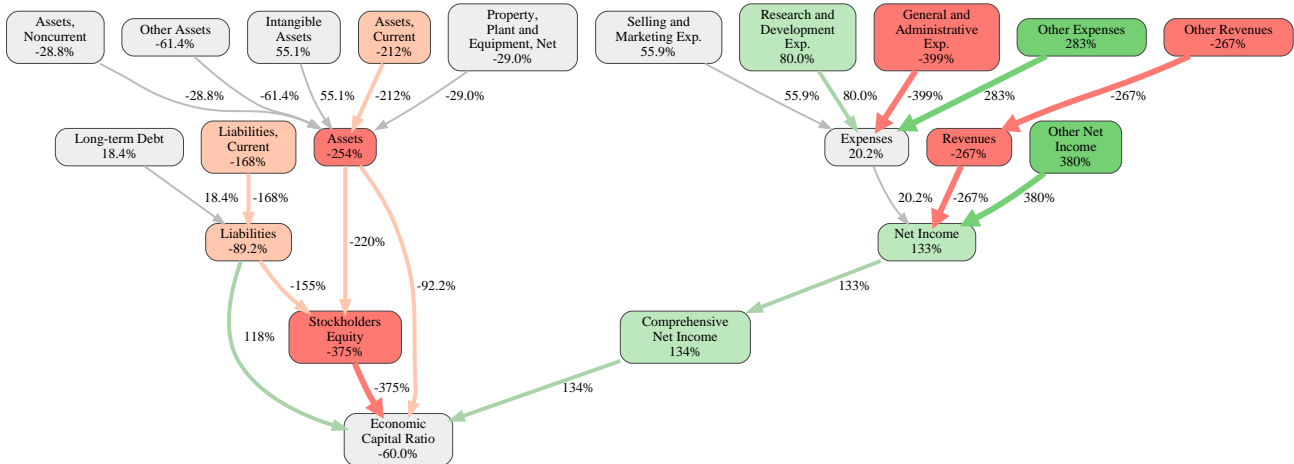 Assets,
Noncurrent
-28.8%
Other Assets
-61.4%
Intangible
Assets
55.1%
Assets,
Current
-212%
Property,
Plant and
Equipment, Net
-29.0%
Selling and
Marketing Exp.
55.9%
Research and
Development
Exp.
80.0%
General and
Administrative
Exp.
-399%
Other Expenses
283%
Other Revenues
-267%
-28.8%
-61.4%
55.1%
-212%
-29.0%
55.9%
80.0%
-399%
283%
-267%
Long-term Debt
18.4%
Liabilities,
Current
-168%
Assets
-254%
Expenses
20.2%
Revenues
-267%
Other Net
Income
380%
18.4%
-168%
20.2%
-267%
380%
Liabilities
-89.2%
-220%
Net Income
133%
-155%
-92.2%
133%
118%
Stockholders
Equity
-375%
Comprehensive
Net Income
134%
-375%
134%
Economic
Capital Ratio
-60.0%